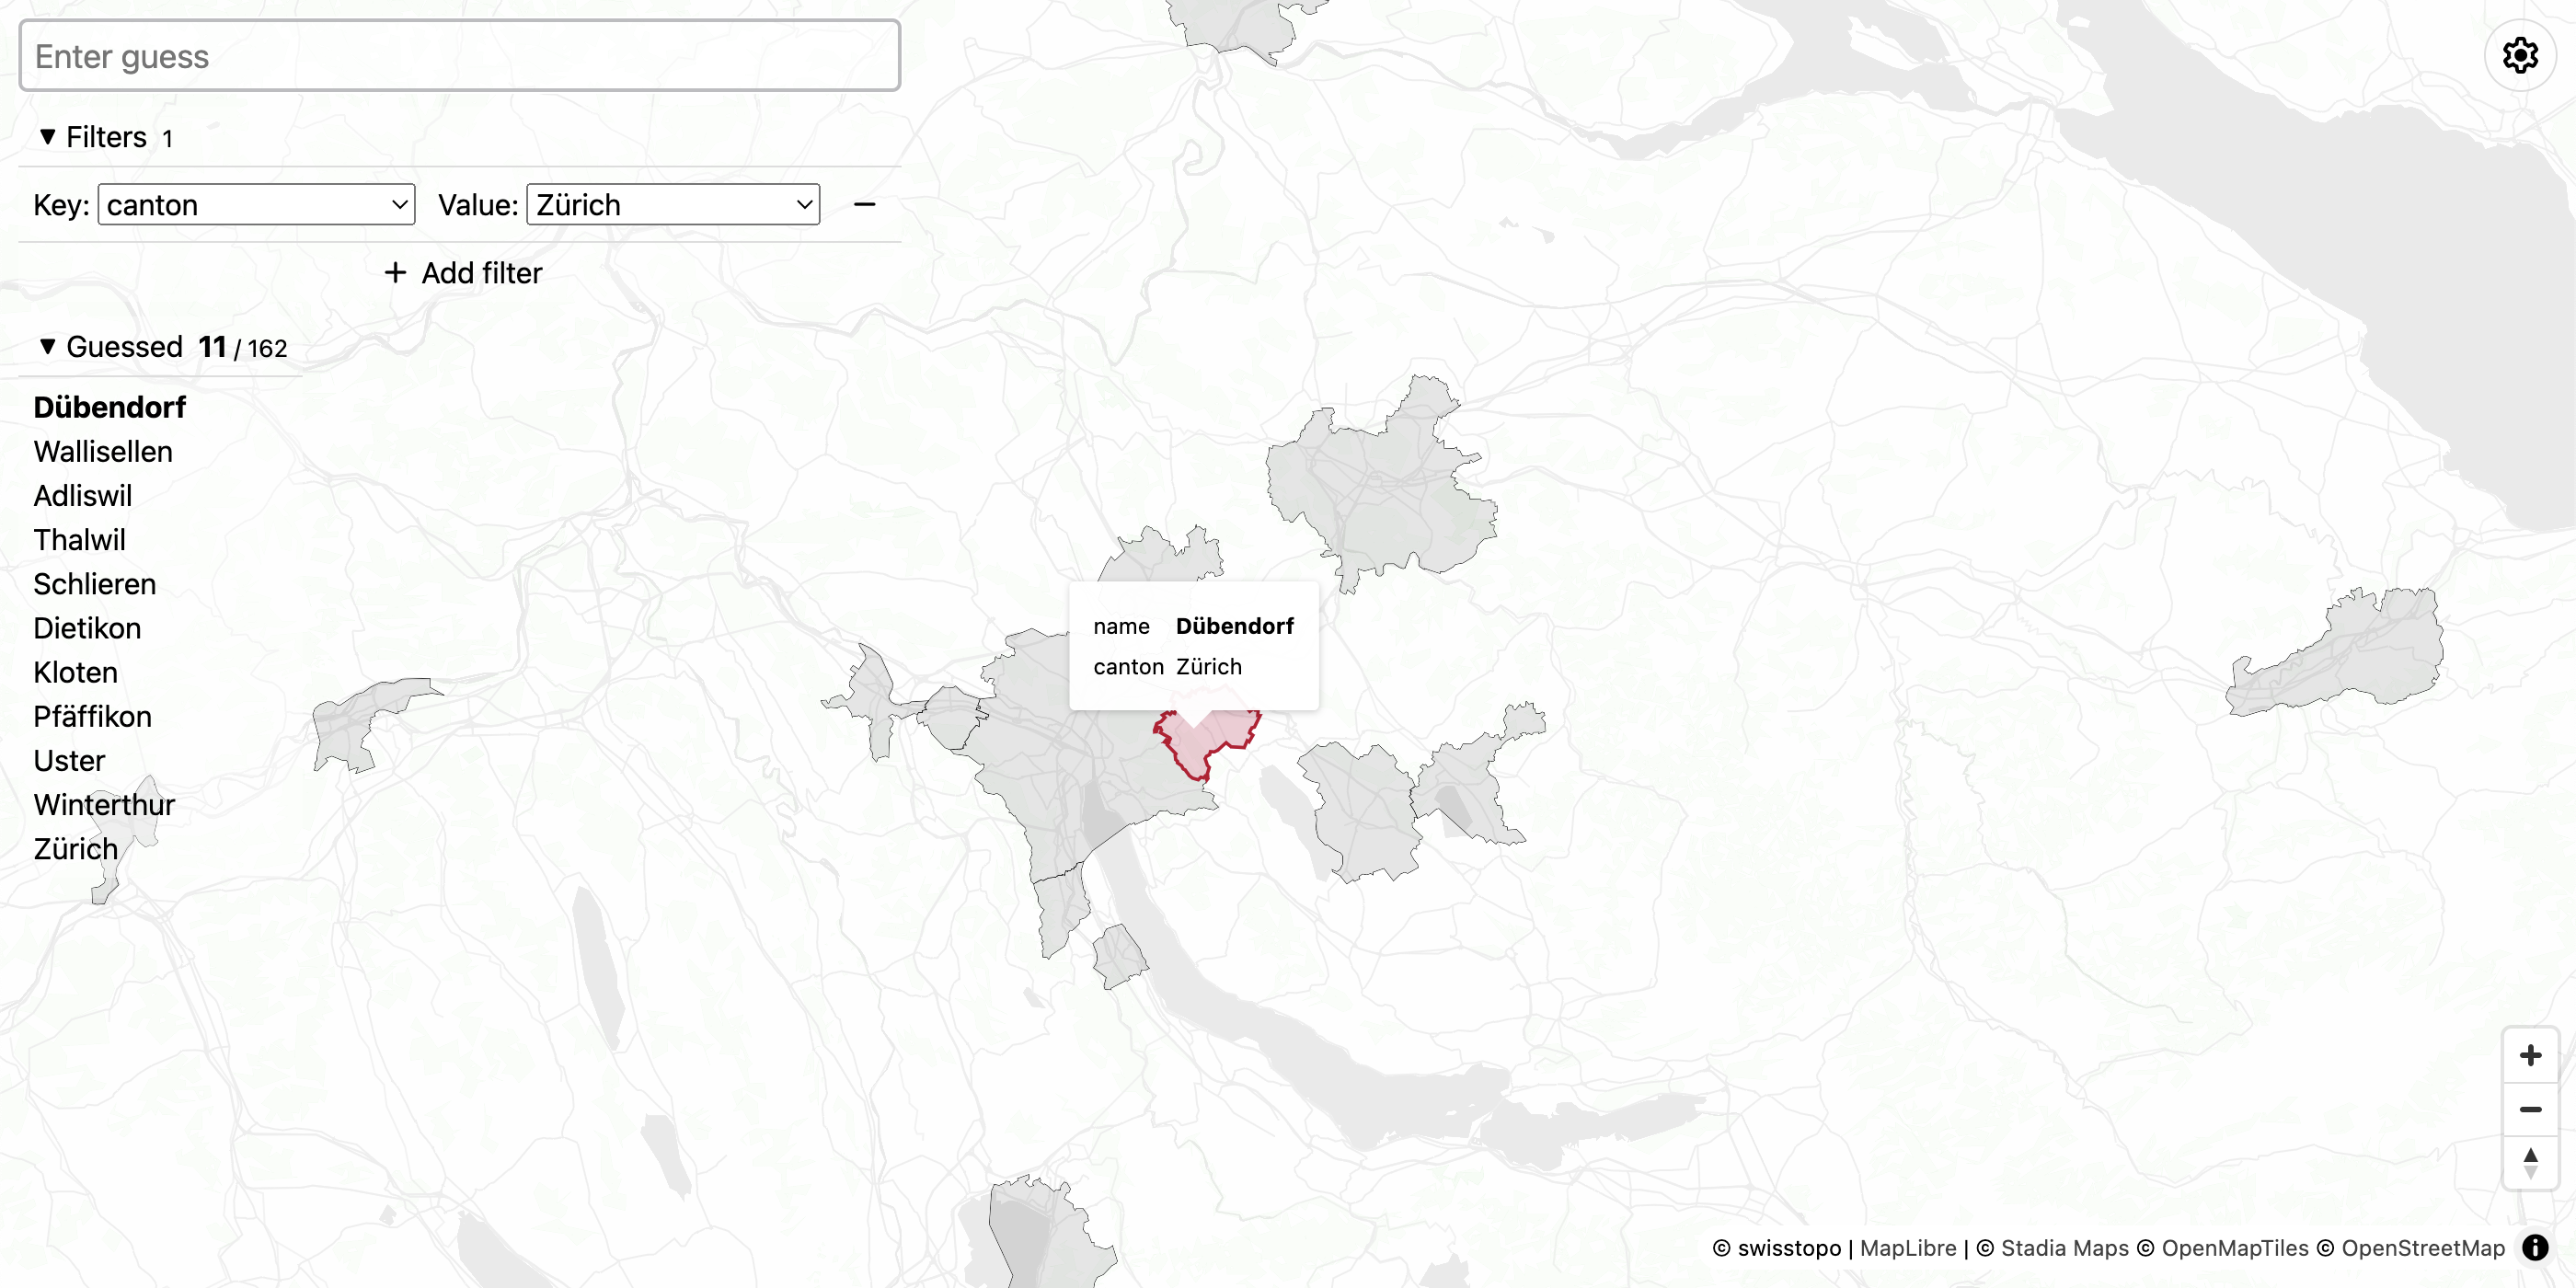 Enter guess
▼ Filters 1
Key: canton Value: Zürich −
+ Add filter
▼ Guessed 11 / 162
Dübendorf
Wallisellen
Adliswil
Thalwil
Schlieren
Dietikon
Kloten
Pfäffikon
Uster
Winterthur
Zürich
name Dübendorf
canton Zürich
© swisstopo | MapLibre | © Stadia Maps © OpenMapTiles © OpenStreetMap